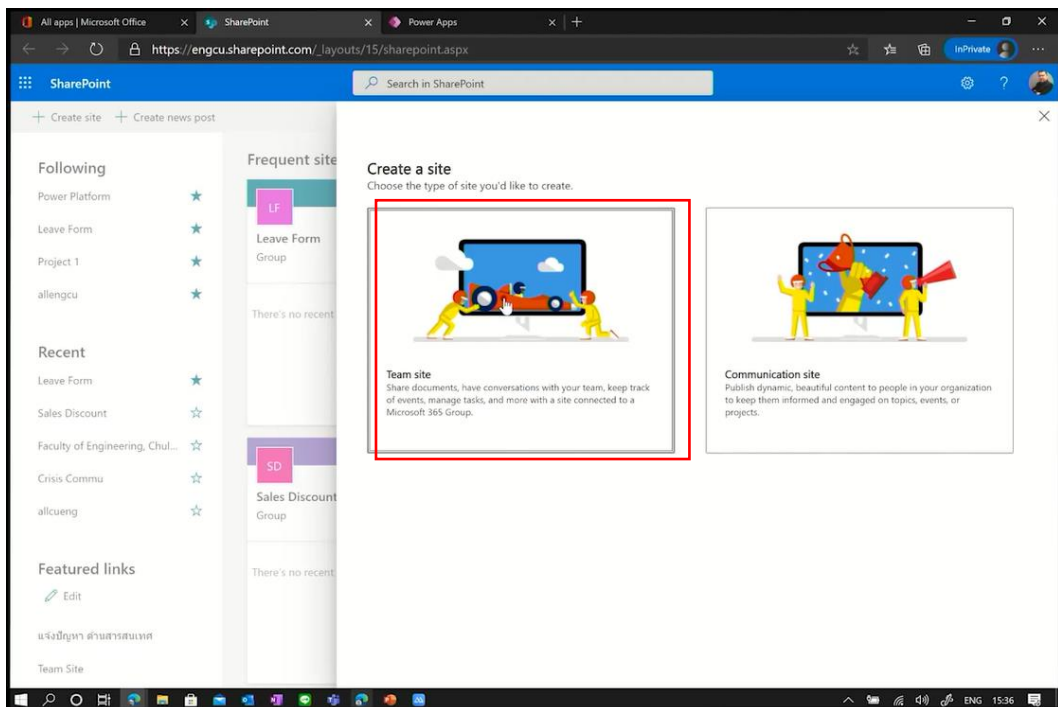 All apps | Microsoft Office
SharePoint
Power Apps
https://engcu.sharepoint.com/_layouts/15/sharepoint.aspx
InPrivate
SharePoint
Search in SharePoint
?
+ Create site + Create news post
Following
Power Platform
Leave Form
Project 1
allengcu
Recent
Leave Form
Sales Discount
Faculty of Engineering, Chul...
Crisis Commu
allcueng
Featured links
Edit
แจ้งปัญหา ด้านสารสนเทศ
Team Site
Frequent site
LF
Leave Form
Group
There's no recent
SD
Sales Discount
Group
There's no recent
Create a site
Choose the type of site you'd like to create.
Team site
Share documents, have conversations with your team, keep track
of events, manage tasks, and more with a site connected to a
Microsoft 365 Group.
Communication site
Publish dynamic, beautiful content to people in your organization
to keep them informed and engaged on topics, events, or
projects.
ENG 15:36